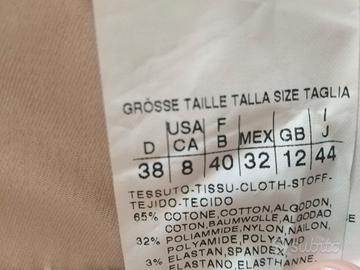 GRÖSSE TAILLE TALLA SIZE TAGLIA
D USA CA F B MEX GB I J
38 8 40 32 12 44
TESSUTO-TISSU-CLOTH-STOFF-
TEJIDO-TECIDO
65% COTONE,COTTON,ALGODON,
COTON,BAUMWOLLE,ALGODAO
32% POLIAMMIDE,NYLON,NAILON,
POLYAMIDE,POLYAMID
3% ELASTAN,SPANDEX,
ELASTANO,ELASTHANNE.
subito